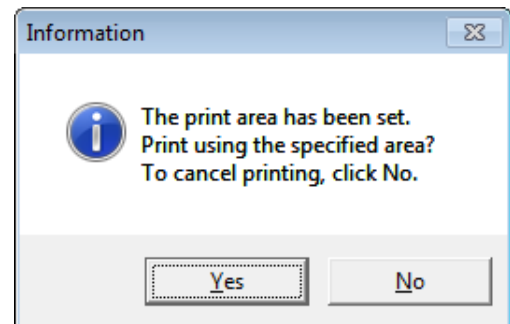 Information
The print area has been set.
Print using the specified area?
To cancel printing, click No.
Yes
No